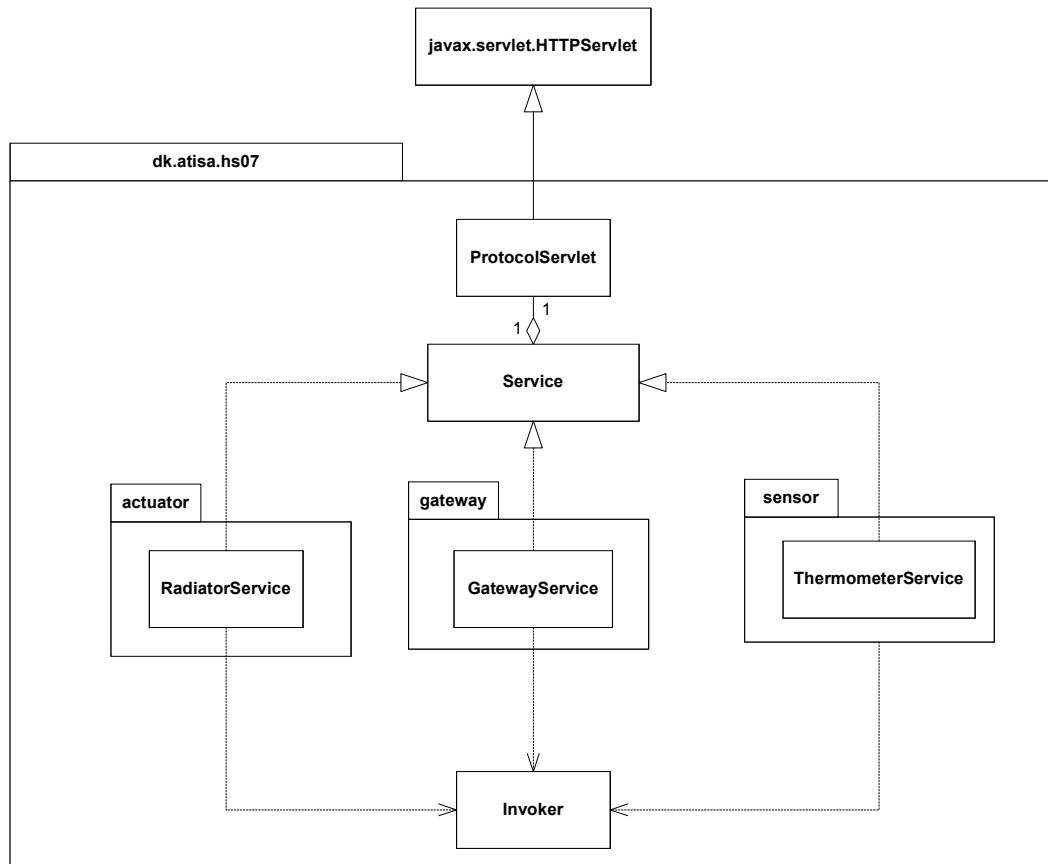 javax.servlet.HTTPServlet
dk.atisa.hs07
ProtocolServlet
1
1
Service
actuator
gateway
sensor
RadiatorService
GatewayService
ThermometerService
Invoker